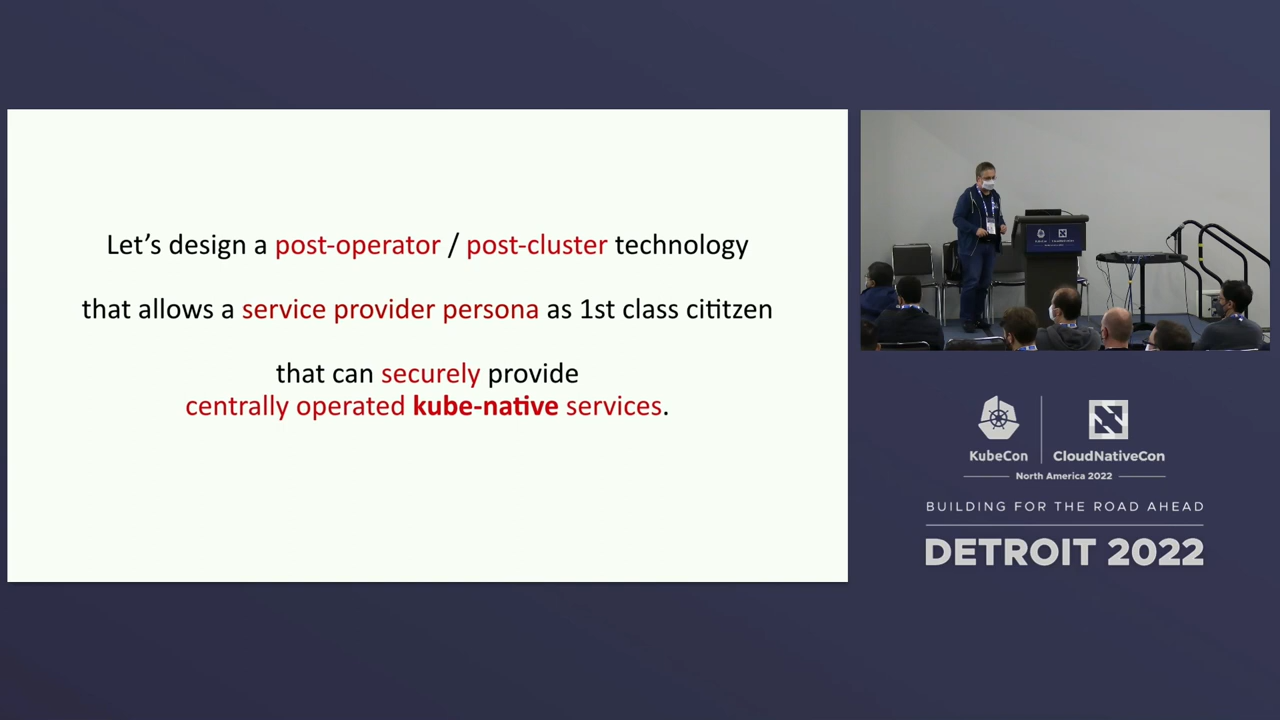 Let's design a post-operator / post-cluster technology
that allows a service provider persona as 1st class cititzen
that can securely provide
centrally operated kube-native services.
KubeCon
CloudNativeCon
North America 2022
BUILDING FOR THE ROAD AHEAD
DETROIT 2022